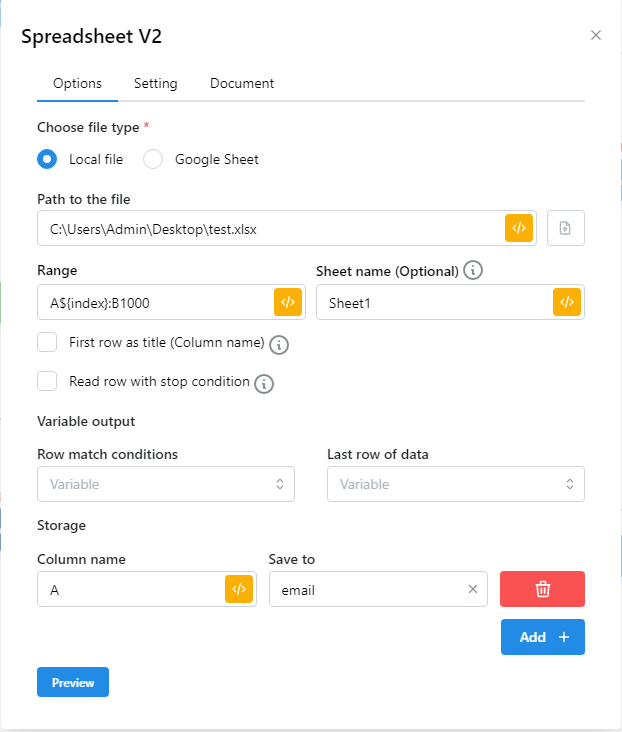 Spreadsheet V2
Options Setting Document
Choose file type *
Local file Google Sheet
Path to the file
C:\Users\Admin\Desktop\test.xlsx </>
Range Sheet name (Optional) i
A${index}:B1000 </> Sheet1 </>
First row as title (Column name) i
Read row with stop condition i
Variable output
Row match conditions Last row of data
Variable Variable
Storage
Column name Save to
A </> email
Add +
Preview